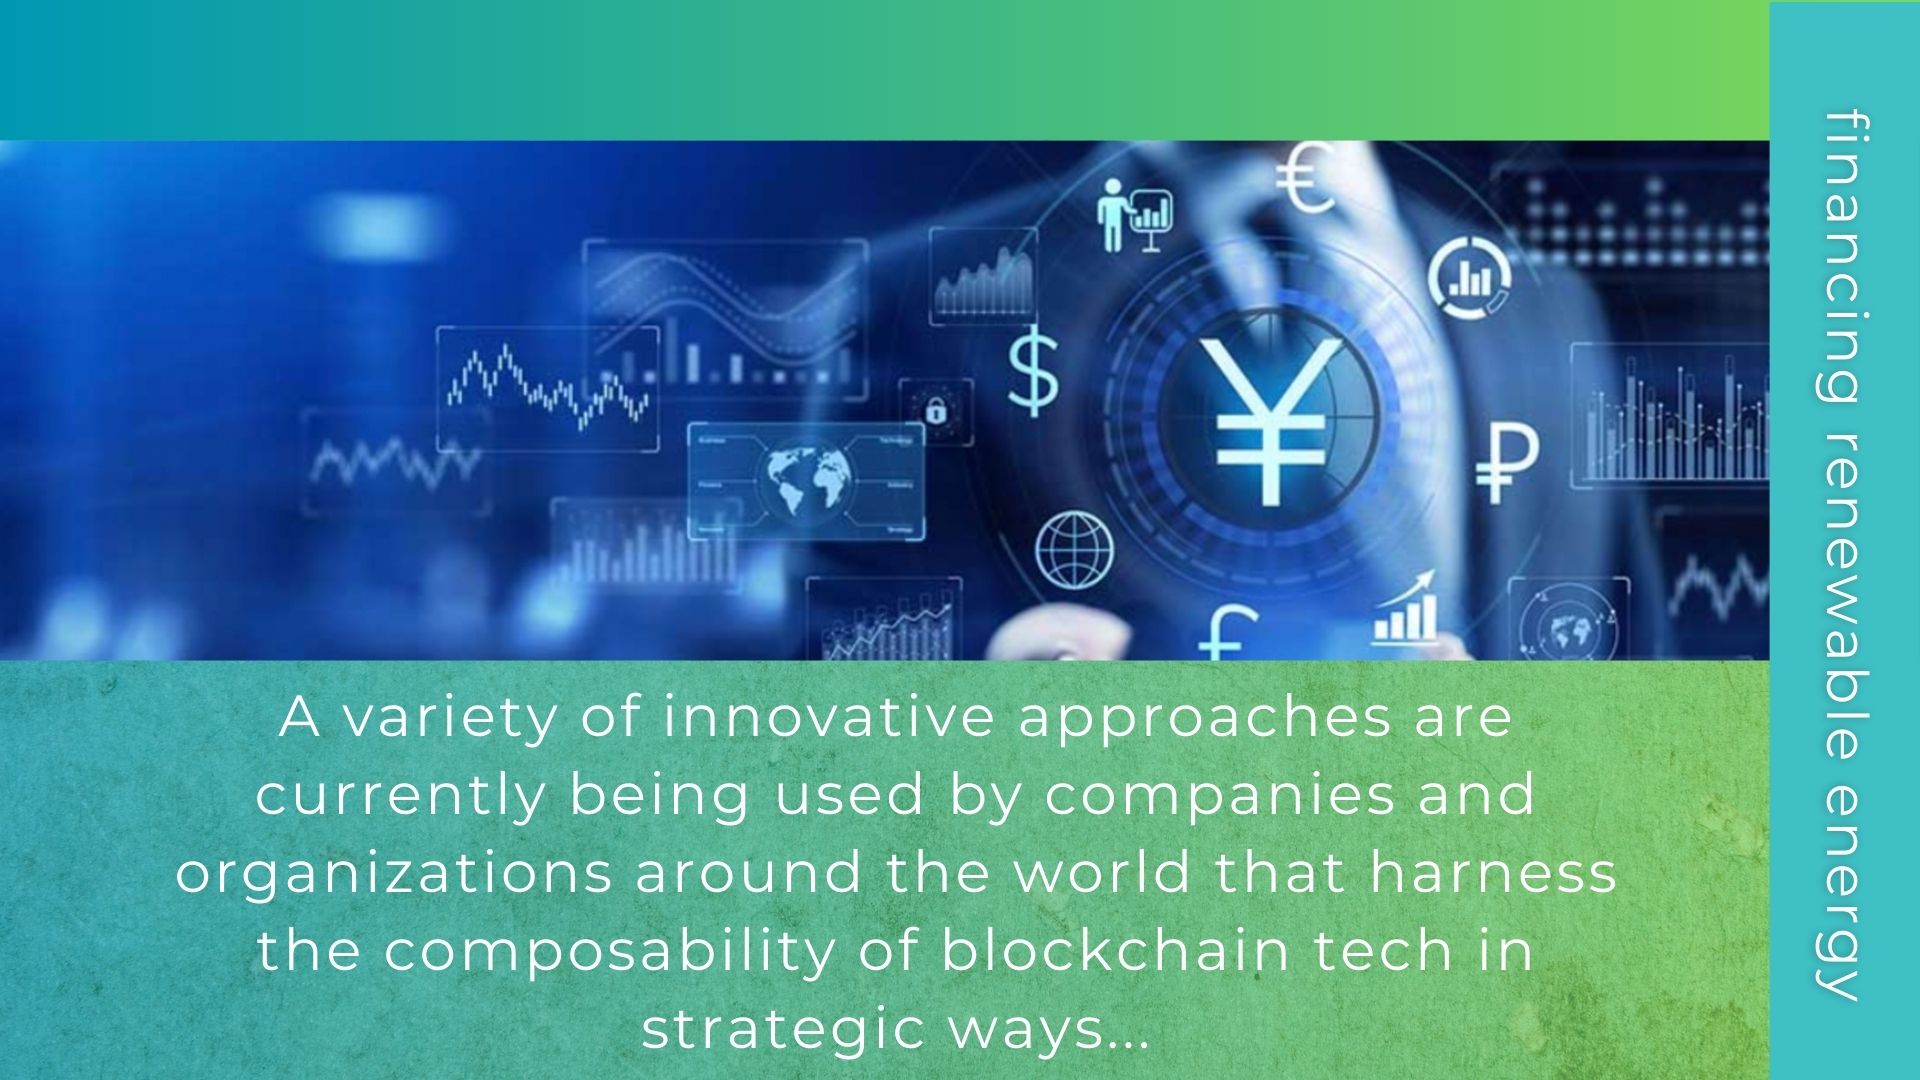 A variety of innovative approaches are
currently being used by companies and
organizations around the world that harness
the composability of blockchain tech in
strategic ways...
financing renewable energy